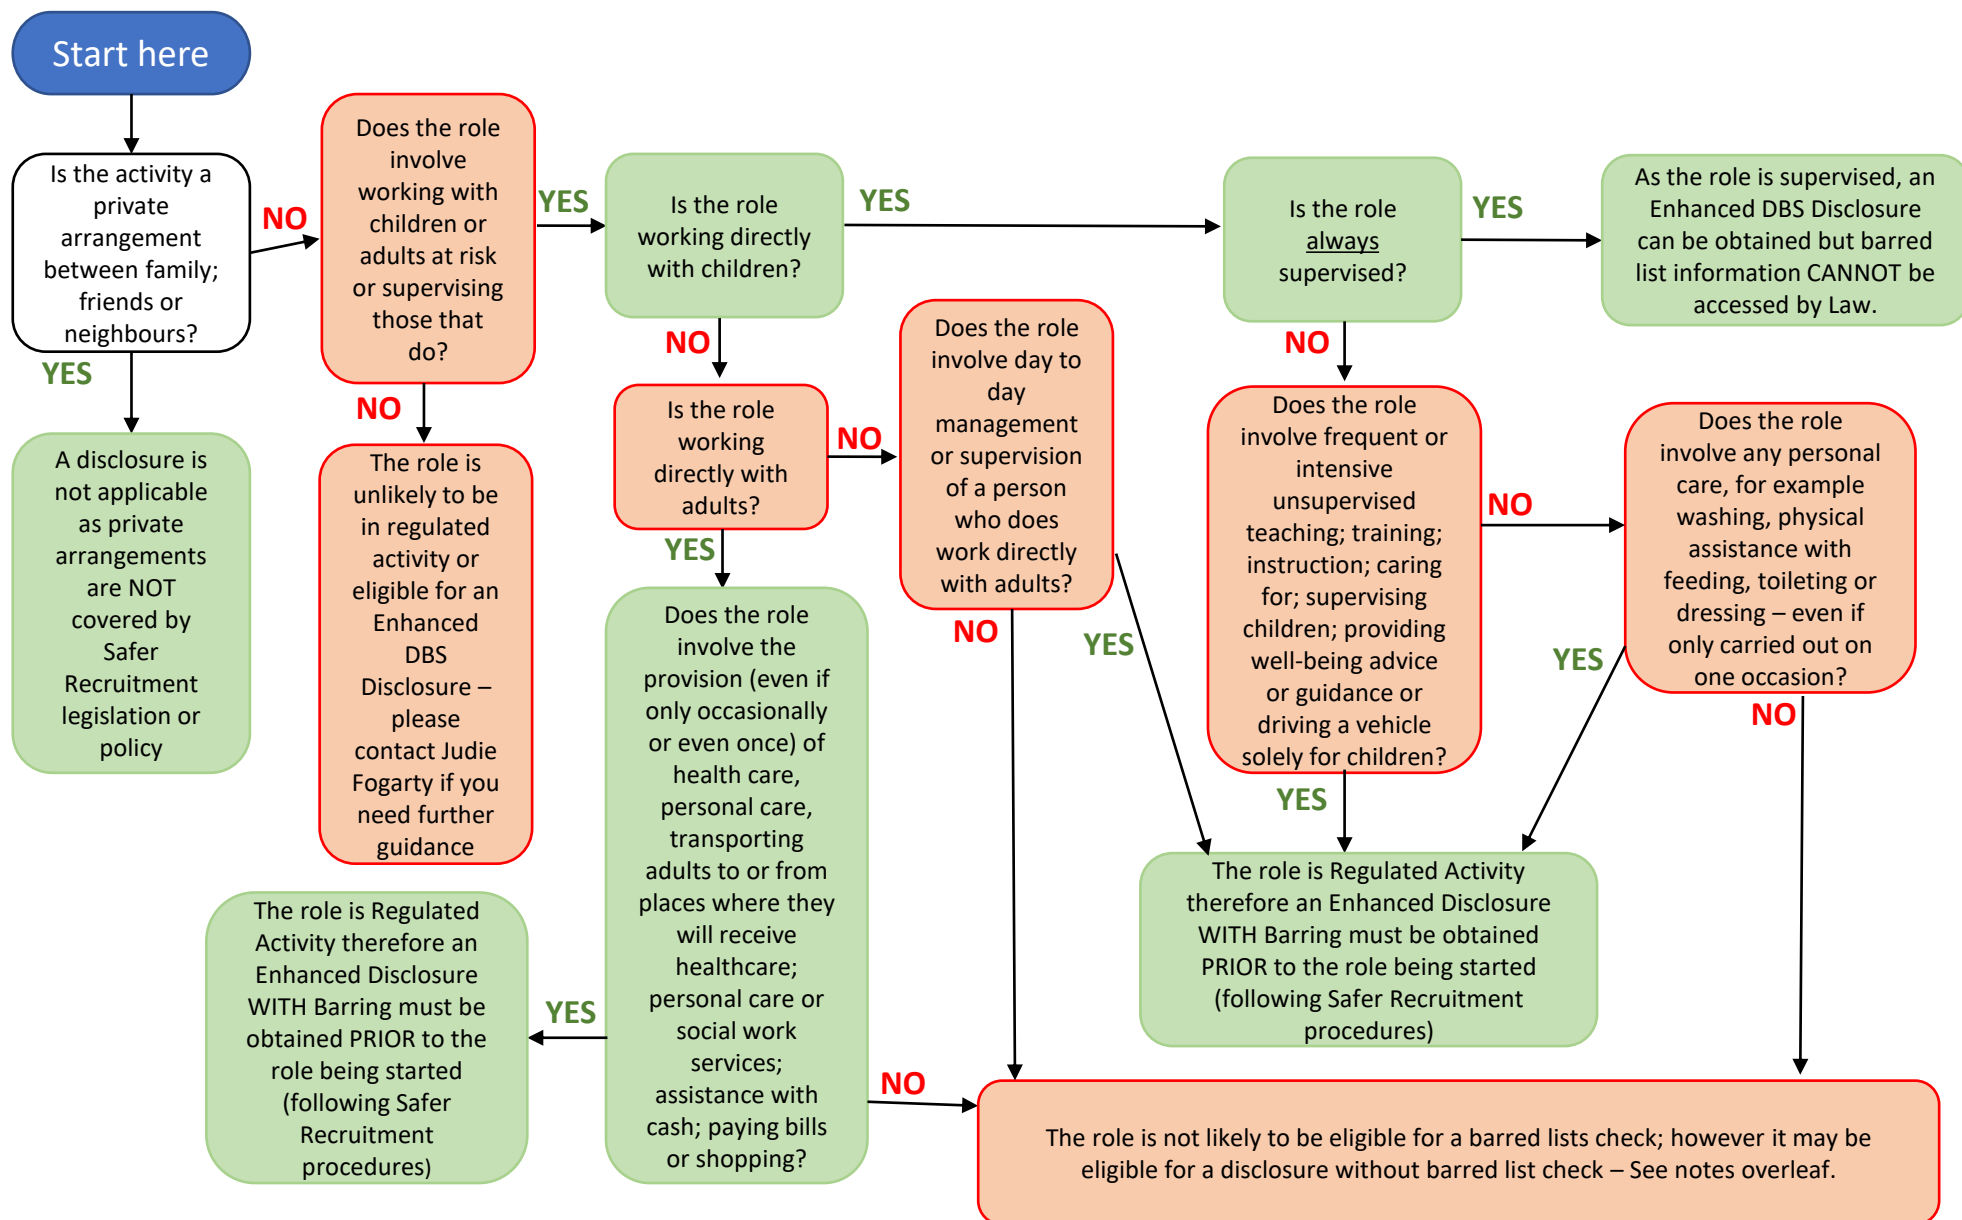 Start here
Is the activity a
private
arrangement
between family;
friends or
neighbours?
NO
YES
A disclosure is
not applicable
as private
arrangements
are NOT
covered by
Safer
Recruitment
legislation or
policy
Does the role
involve
working with
children or
adults at risk
or supervising
those that
do?
YES
NO
The role is
unlikely to be
in regulated
activity or
eligible for an
Enhanced
DBS
Disclosure –
please
contact Judie
Fogarty if you
need further
guidance
Is the role
working directly
with children?
YES
NO
Is the role
working
directly with
adults?
NO
YES
Does the role
involve the
provision (even if
only occasionally
or even once) of
health care,
personal care,
transporting
adults to or from
places where they
will receive
healthcare;
personal care or
social work
services;
assistance with
cash; paying bills
or shopping?
YES
NO
The role is Regulated
Activity therefore an
Enhanced Disclosure
WITH Barring must be
obtained PRIOR to the
role being started
(following Safer
Recruitment
procedures)
Does the role
involve day to
day
management
or supervision
of a person
who does
work directly
with adults?
NO
YES
Is the role
always
supervised?
YES
NO
As the role is supervised, an
Enhanced DBS Disclosure
can be obtained but barred
list information CANNOT be
accessed by Law.
Does the role
involve frequent or
intensive
unsupervised
teaching; training;
instruction; caring
for; supervising
children; providing
well-being advice
or guidance or
driving a vehicle
solely for children?
NO
YES
Does the role
involve any personal
care, for example
washing, physical
assistance with
feeding, toileting or
dressing – even if
only carried out on
one occasion?
YES
NO
The role is Regulated Activity
therefore an Enhanced Disclosure
WITH Barring must be obtained
PRIOR to the role being started
(following Safer Recruitment
procedures)
The role is not likely to be eligible for a barred lists check; however it may be
eligible for a disclosure without barred list check – See notes overleaf.